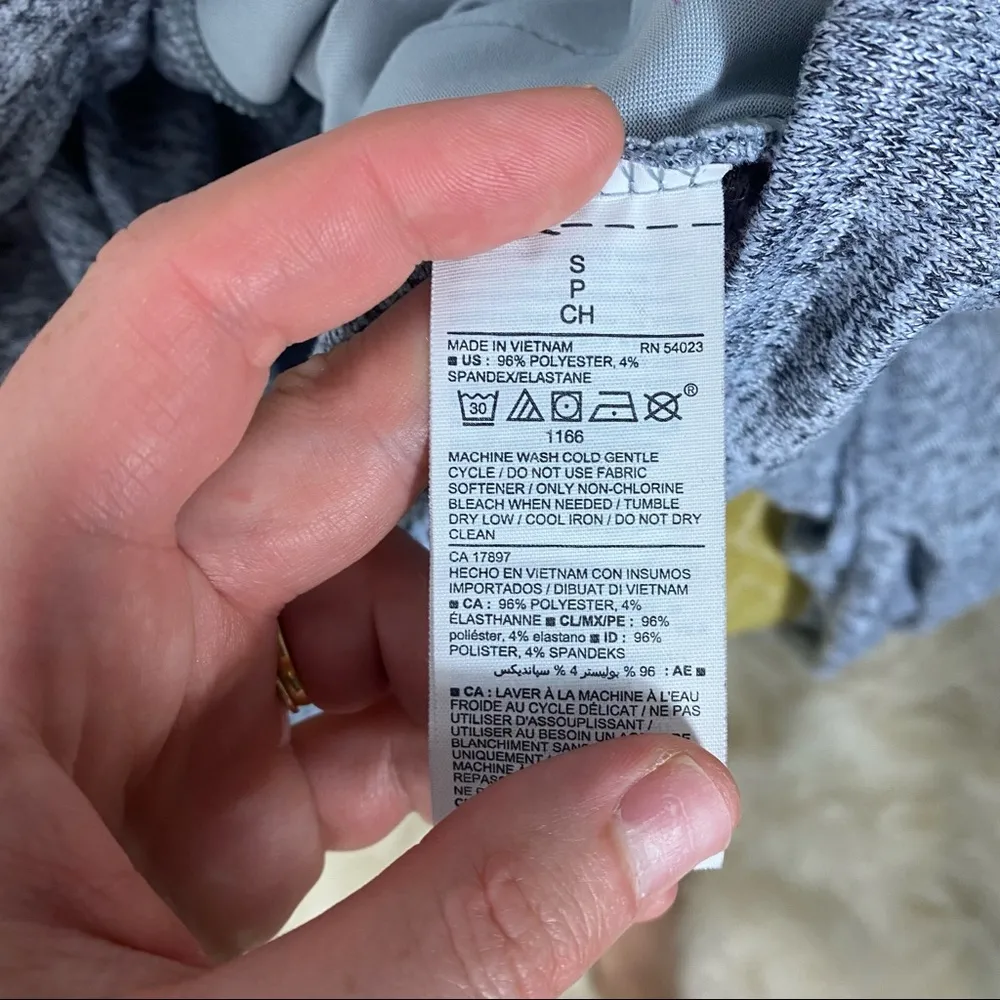 S
P
CH
MADE IN VIETNAM RN 54023
US : 96% POLYESTER, 4%
SPANDEX/ELASTANE
30 ®
1166
MACHINE WASH COLD GENTLE
CYCLE / DO NOT USE FABRIC
SOFTENER / ONLY NON-CHLORINE
BLEACH WHEN NEEDED / TUMBLE
DRY LOW / COOL IRON / DO NOT DRY
CLEAN
CA 17897
HECHO EN VIETNAM CON INSUMOS
IMPORTADOS / DIBUAT DI VIETNAM
CA : 96% POLYESTER, 4%
ÉLASTHANNE CL/MX/PE : 96%
poliéster, 4% elastano ID : 96%
POLISTER, 4% SPANDEKS
AE : 96 % بوليستر 4 % سبانديكس
CA : LAVER À LA MACHINE À L'EAU
FROIDE AU CYCLE DÉLICAT / NE PAS
UTILISER D'ASSOUPLISSANT /
UTILISER AU BESOIN UN
BLANCHIMENT
UNIQUEMENT
MACHINE
NE